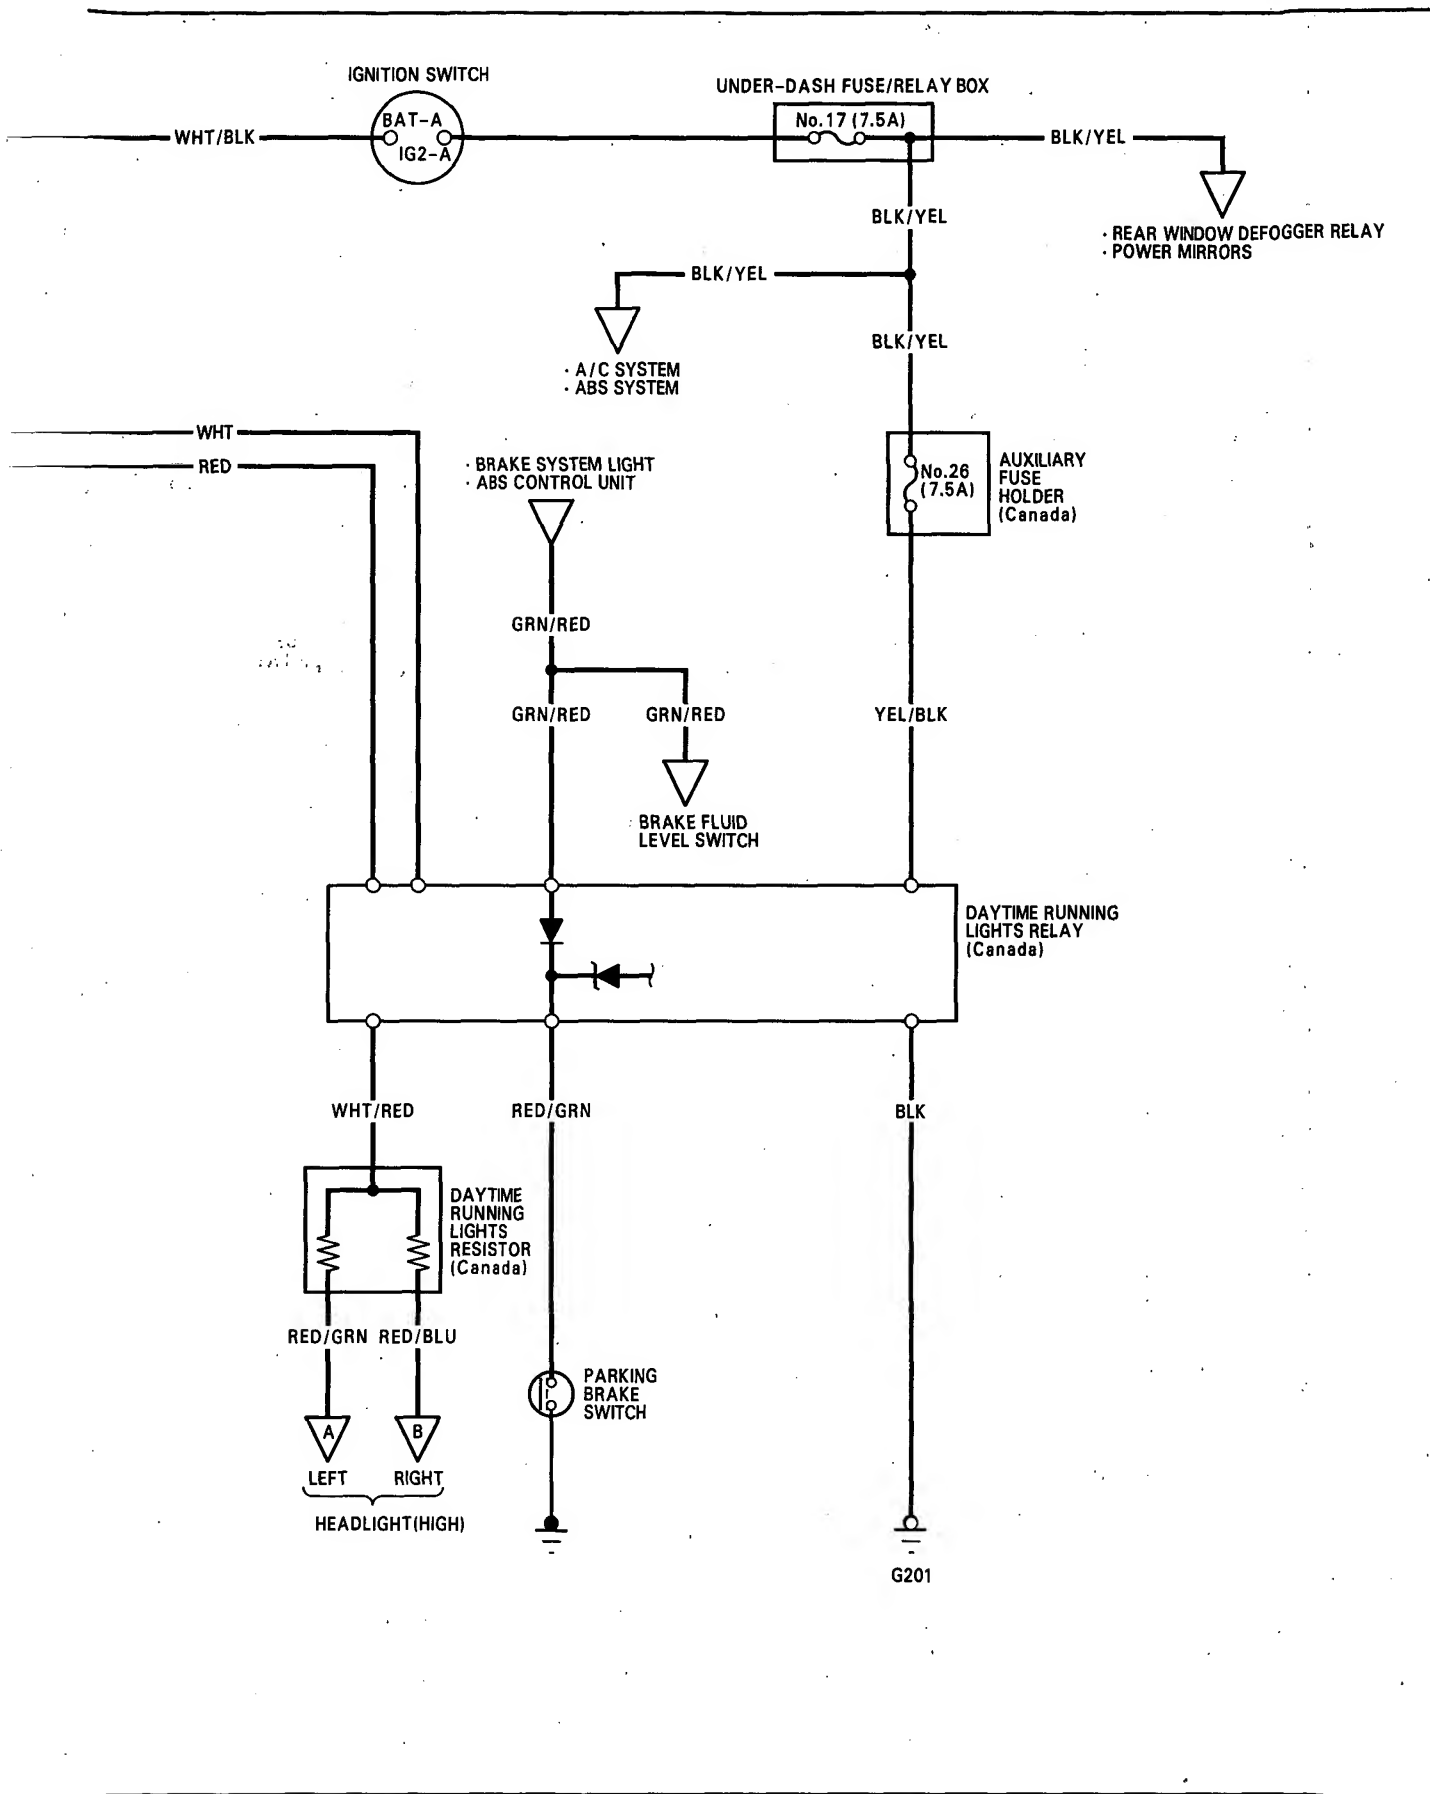 IGNITION SWITCH
UNDER-DASH FUSE/RELAY BOX
BAT-A
No.17 (7.5A)
WHT/BLK
BLK/YEL
IG2-A
BLK/YEL
· REAR WINDOW DEFOGGER RELAY
· POWER MIRRORS
BLK/YEL
BLK/YEL
· A/C SYSTEM
· ABS SYSTEM
WHT
RED
· BRAKE SYSTEM LIGHT
· ABS CONTROL UNIT
No.26
(7.5A)
AUXILIARY
FUSE
HOLDER
(Canada)
GRN/RED
GRN/RED
GRN/RED
YEL/BLK
BRAKE FLUID
LEVEL SWITCH
DAYTIME RUNNING
LIGHTS RELAY
(Canada)
WHT/RED
RED/GRN
BLK
DAYTIME
RUNNING
LIGHTS
RESISTOR
(Canada)
RED/GRN
RED/BLU
PARKING
BRAKE
SWITCH
A
B
LEFT
RIGHT
HEADLIGHT(HIGH)
G201